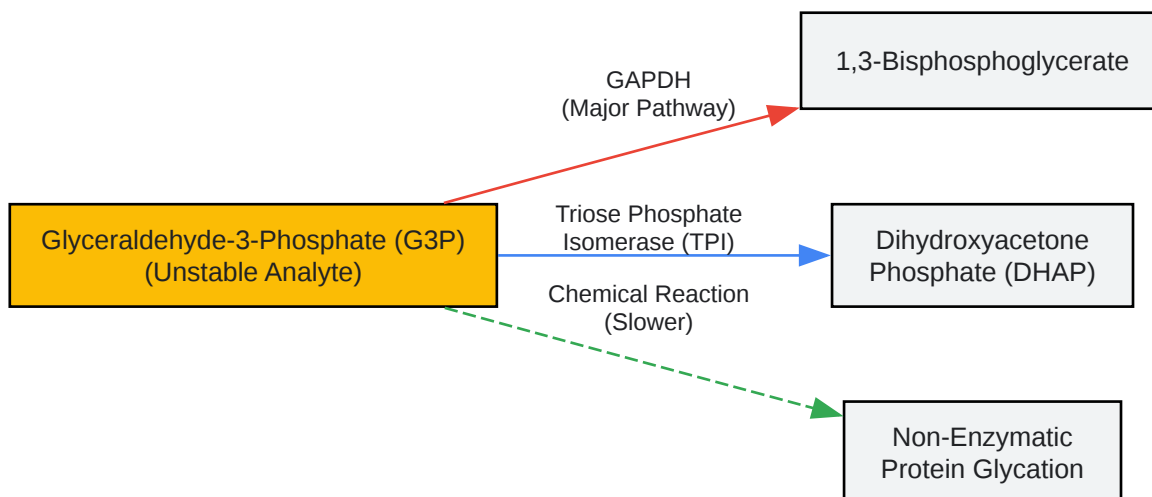 1,3-Bisphosphoglycerate
GAPDH
(Major Pathway)
Glyceraldehyde-3-Phosphate (G3P)
(Unstable Analyte)
Triose Phosphate
Isomerase (TPI)
Dihydroxyacetone
Phosphate (DHAP)
Chemical Reaction
(Slower)
Non-Enzymatic
Protein Glycation